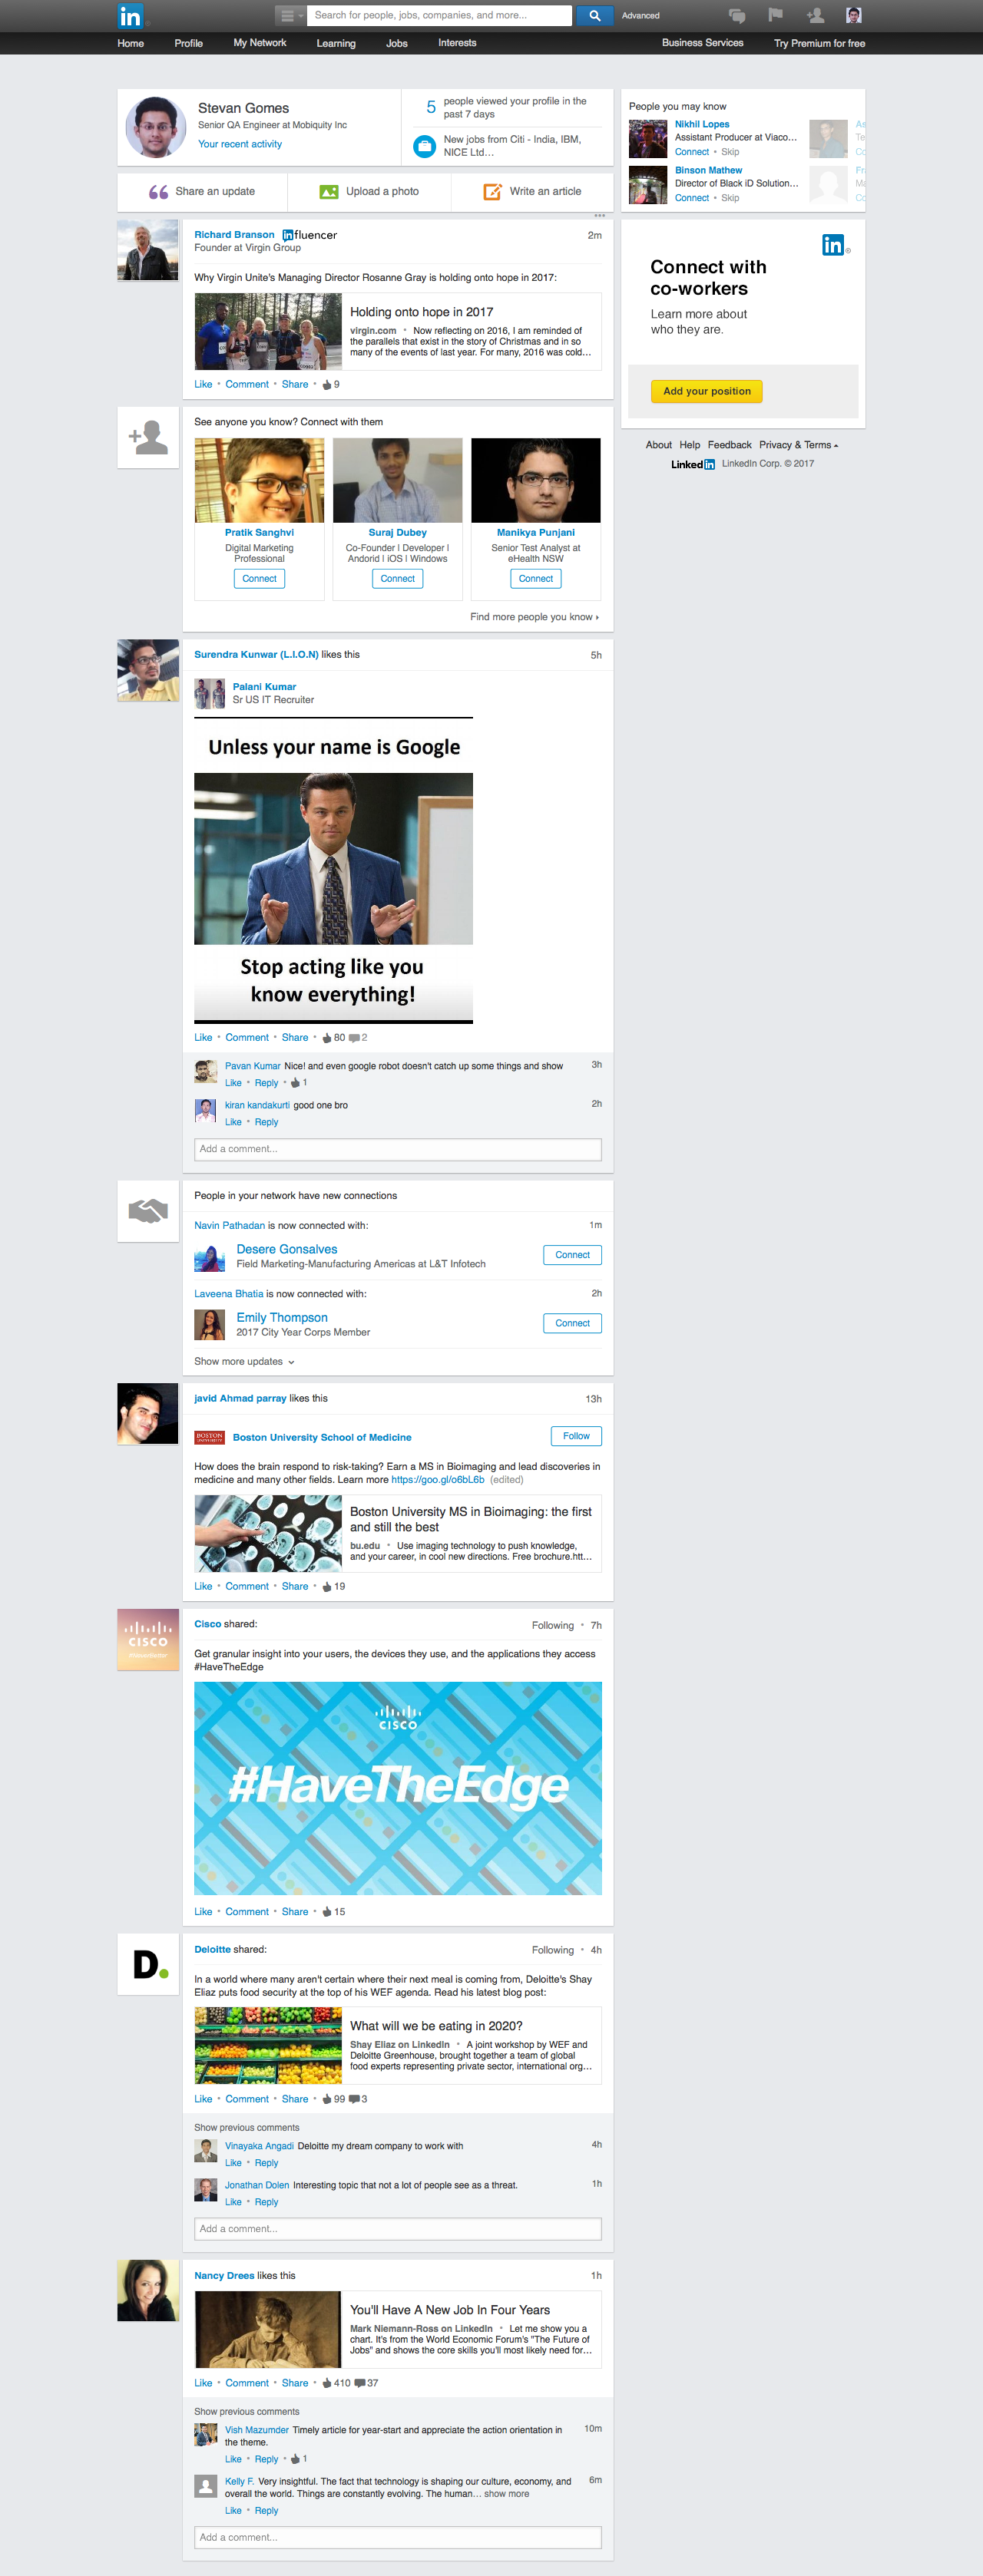 in
Search for people, jobs, companies, and more...
Advanced
Home
Profile
My Network
Learning
Jobs
Interests
Business Services
Try Premium for free
Stevan Gomes
Senior QA Engineer at Mobiquity Inc
Your recent activity
5 people viewed your profile in the
past 7 days
New jobs from Citi - India, IBM,
NICE Ltd...
Share an update
Upload a photo
Write an article
People you may know
Nikhil Lopes
Assistant Producer at Viaco...
Connect • Skip
Binson Mathew
Director of Black iD Solution...
Connect • Skip
in®
Connect with
co-workers
Learn more about
who they are.
Add your position
About Help Feedback Privacy & Terms
Linked in LinkedIn Corp. © 2017
Richard Branson influencer 2m
Founder at Virgin Group
Why Virgin Unite's Managing Director Rosanne Gray is holding onto hope in 2017:
Holding onto hope in 2017
virgin.com • Now reflecting on 2016, I am reminded of
the parallels that exist in the story of Christmas and in so
many of the events of last year. For many, 2016 was cold...
Like • Comment • Share • 9
See anyone you know? Connect with them
Pratik Sanghvi
Digital Marketing
Professional
Connect
Suraj Dubey
Co-Founder | Developer |
Andorid | iOS | Windows
Connect
Manikya Punjani
Senior Test Analyst at
eHealth NSW
Connect
Find more people you know
Surendra Kunwar (L.I.O.N) likes this 5h
Palani Kumar
Sr US IT Recruiter
Unless your name is Google
Stop acting like you
know everything!
Like • Comment • Share • 80 2
Pavan Kumar Nice! and even google robot doesn't catch up some things and show 3h
Like • Reply • 1
kiran kandakurti good one bro 2h
Like • Reply
Add a comment...
People in your network have new connections
Navin Pathadan is now connected with: 1m
Desere Gonsalves
Field Marketing-Manufacturing Americas at L&T Infotech
Connect
Laveena Bhatia is now connected with: 2h
Emily Thompson
2017 City Year Corps Member
Connect
Show more updates
javid Ahmad parray likes this 13h
BOSTON
UNIVERSITY
Boston University School of Medicine
Follow
How does the brain respond to risk-taking? Earn a MS in Bioimaging and lead discoveries in
medicine and many other fields. Learn more https://goo.gl/o6bL6b (edited)
Boston University MS in Bioimaging: the first
and still the best
bu.edu • Use imaging technology to push knowledge,
and your career, in cool new directions. Free brochure.htt...
Like • Comment • Share • 19
CISCO
Cisco shared: Following • 7h
Get granular insight into your users, the devices they use, and the applications they access
#HaveTheEdge
CISCO
#HaveTheEdge
Like • Comment • Share • 15
D.
Deloitte shared: Following • 4h
In a world where many aren't certain where their next meal is coming from, Deloitte's Shay
Eliaz puts food security at the top of his WEF agenda. Read his latest blog post:
What will we be eating in 2020?
Shay Eliaz on LinkedIn • A joint workshop by WEF and
Deloitte Greenhouse, brought together a team of global
food experts representing private sector, international org...
Like • Comment • Share • 99 3
Show previous comments
Vinayaka Angadi Deloitte my dream company to work with 4h
Like • Reply
Jonathan Dolen Interesting topic that not a lot of people see as a threat. 1h
Like • Reply
Add a comment...
Nancy Drees likes this 1h
You'll Have A New Job In Four Years
Mark Niemann-Ross on LinkedIn • Let me show you a
chart. It's from the World Economic Forum's "The Future of
Jobs" and shows the core skills you'll most likely need for...
Like • Comment • Share • 410 37
Show previous comments
Vish Mazumder Timely article for year-start and appreciate the action orientation in 10m
the theme.
Like • Reply • 1
Kelly F. Very insightful. The fact that technology is shaping our culture, economy, and 6m
overall the world. Things are constantly evolving. The human... show more
Like • Reply
Add a comment...